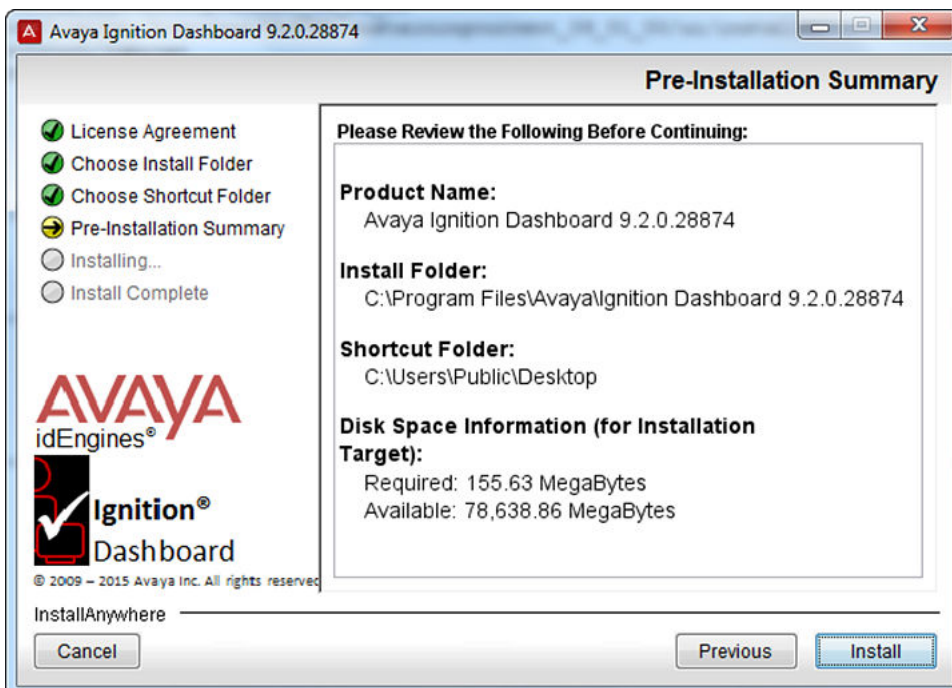 Avaya Ignition Dashboard 9.2.0.28874
Pre-Installation Summary
License Agreement
Choose Install Folder
Choose Shortcut Folder
Pre-Installation Summary
Installing...
Install Complete
AVAYA
idEngines®
Ignition®
Dashboard
© 2009 – 2015 Avaya Inc. All rights reserved
Please Review the Following Before Continuing:
Product Name:
Avaya Ignition Dashboard 9.2.0.28874
Install Folder:
C:\Program Files\Avaya\Ignition Dashboard 9.2.0.28874
Shortcut Folder:
C:\Users\Public\Desktop
Disk Space Information (for Installation
Target):
Required: 155.63 MegaBytes
Available: 78,638.86 MegaBytes
InstallAnywhere
Cancel
Previous
Install